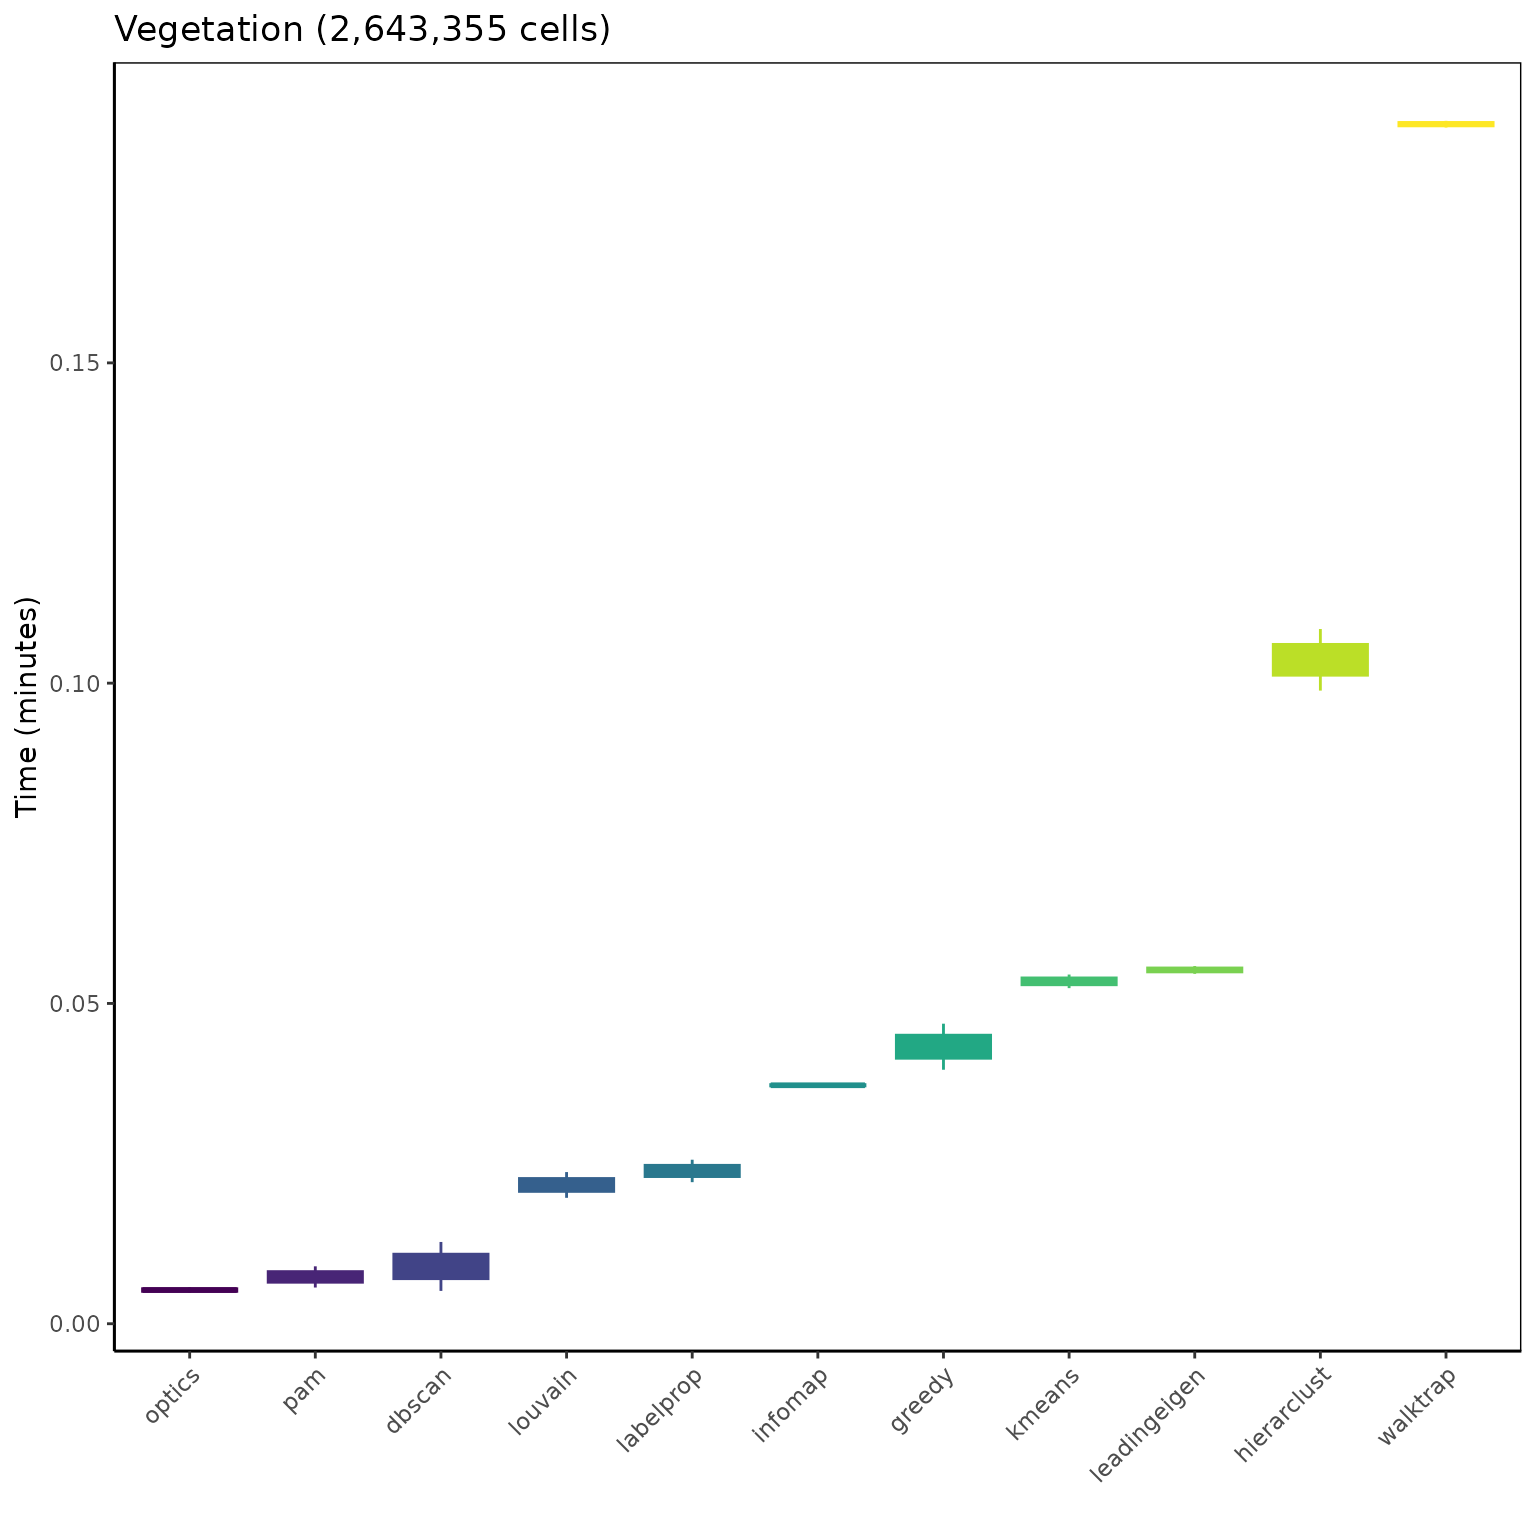 Vegetation (2,643,355 cells)
Time (minutes)
0.15
0.10
0.05
0.00
optics
pam
dbscan
louvain
labelprop
infomap
greedy
kmeans
leadingeigen
hierarclust
walktrap